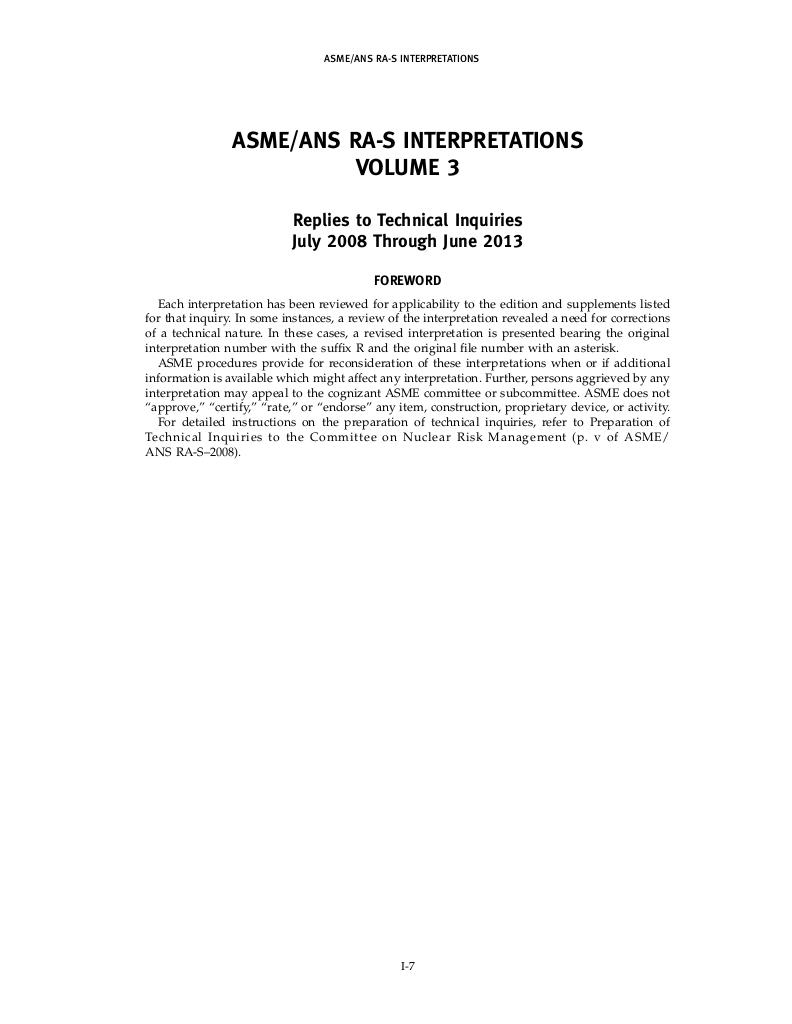 ASME/ANS RA-S INTERPRETATIONS
ASME/ANS RA-S INTERPRETATIONS
VOLUME 3
Replies to Technical Inquiries
July 2008 Through June 2013
FOREWORD
Each interpretation has been reviewed for applicability to the edition and supplements listed
for that inquiry. In some instances, a review of the interpretation revealed a need for corrections
of a technical nature. In these cases, a revised interpretation is presented bearing the original
interpretation number with the suffix R and the original file number with an asterisk.
ASME procedures provide for reconsideration of these interpretations when or if additional
information is available which might affect any interpretation. Further, persons aggrieved by any
interpretation may appeal to the cognizant ASME committee or subcommittee. ASME does not
“approve,” “certify,” “rate,” or “endorse” any item, construction, proprietary device, or activity.
For detailed instructions on the preparation of technical inquiries, refer to Preparation of
Technical Inquiries to the Committee on Nuclear Risk Management (p. v of ASME/
ANS RA-S–2008).
I-7